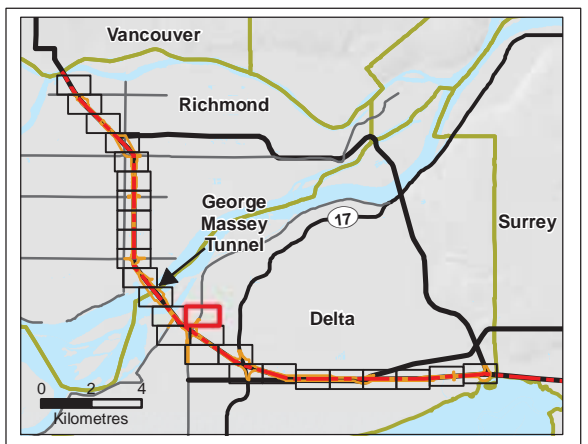 Vancouver
Richmond
George
Massey
Tunnel
17
Surrey
Delta
0 2 4
Kilometres